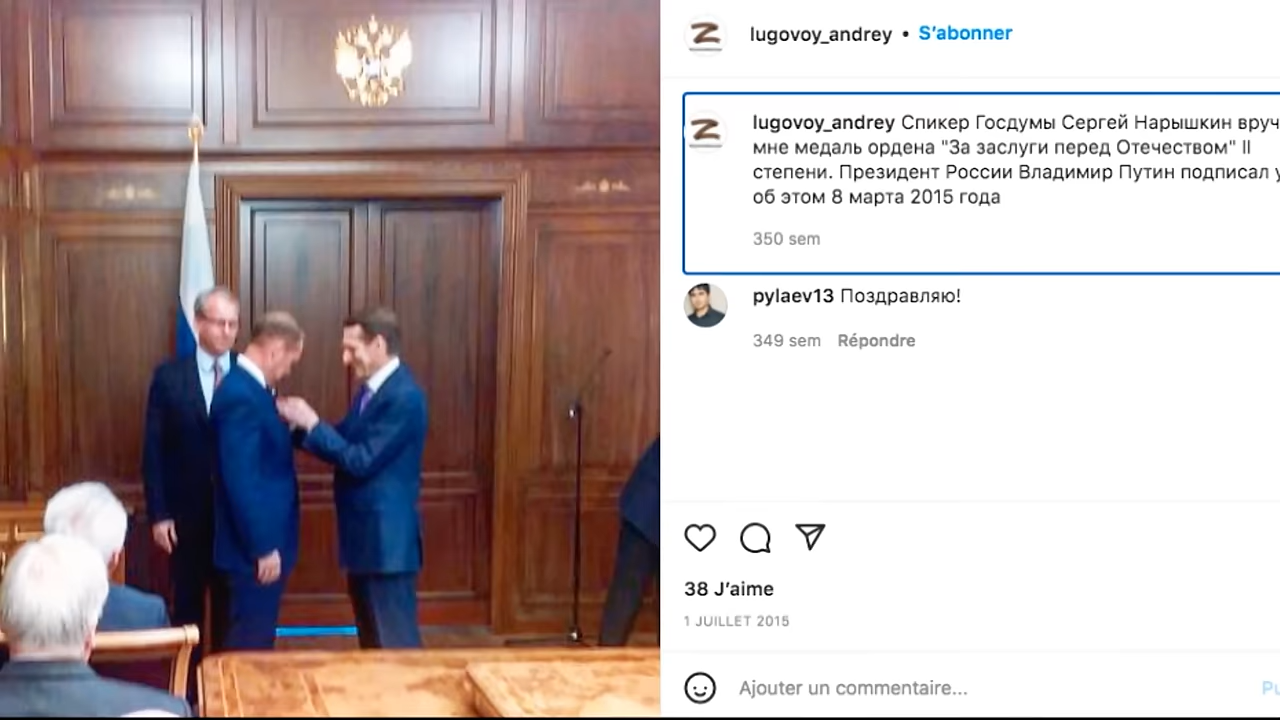 lugovoy_andrey • S'abonner
lugovoy_andrey Спикер Госдумы Сергей Нарышкин
мне медаль ордена "За заслуги перед Отечеством" II
степени. Президент России Владимир Путин подписал
об этом 8 марта 2015 года
350 sem
pylaev13 Поздравляю!
349 sem Répondre
38 J'aime
1 JUILLET 2015
Ajouter un commentaire...